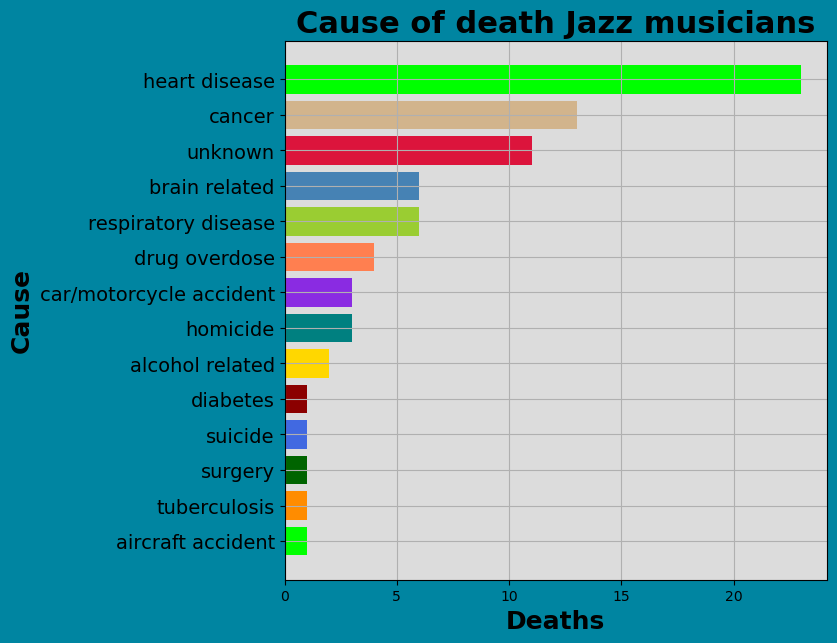 Cause of death Jazz musicians
Cause
heart disease
cancer
unknown
brain related
respiratory disease
drug overdose
car/motorcycle accident
homicide
alcohol related
diabetes
suicide
surgery
tuberculosis
aircraft accident
0 5 10 15 20
Deaths